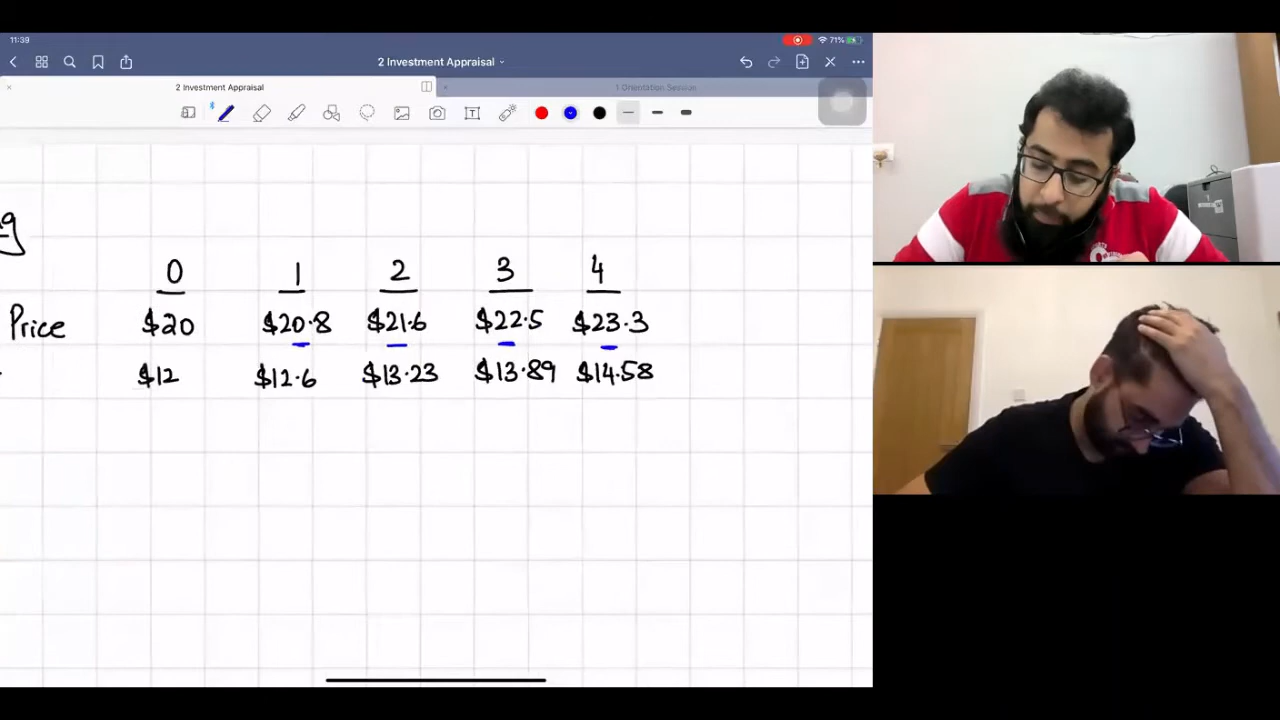 11:39
71%
2 Investment Appraisal
2 Investment Appraisal
1 Orientation Session
0 1 2 3 4
Price $20 $20.8 $21.6 $22.5 $23.3
$12 $12.6 $13.23 $13.89 $14.58